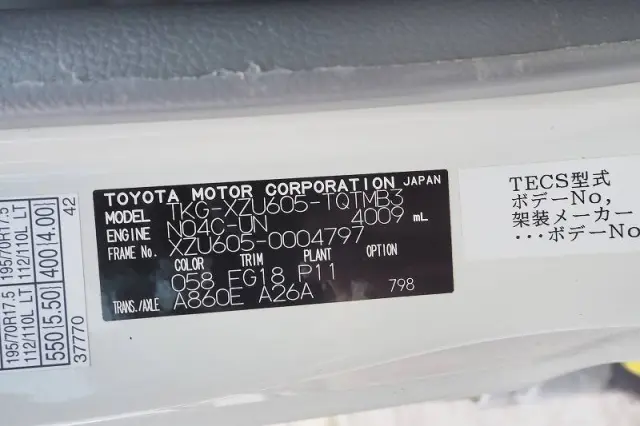 TOYOTA MOTOR CORPORATION JAPAN
MODEL TKG-XZU605-TQTMB3
ENGINE N04C-UN 4009 mL
FRAME No. XZU605-0004797
COLOR TRIM PLANT OPTION
058 EG18 P11
TRANS./AXLE A860E A26A 798
TECS型式
ボデーNo,
架装メーカー
···ボデーNo
195/70R17.5 195/70R17.5
112/110L LT 112/110L LT
550(5.50) 400(4.00)
37770 42